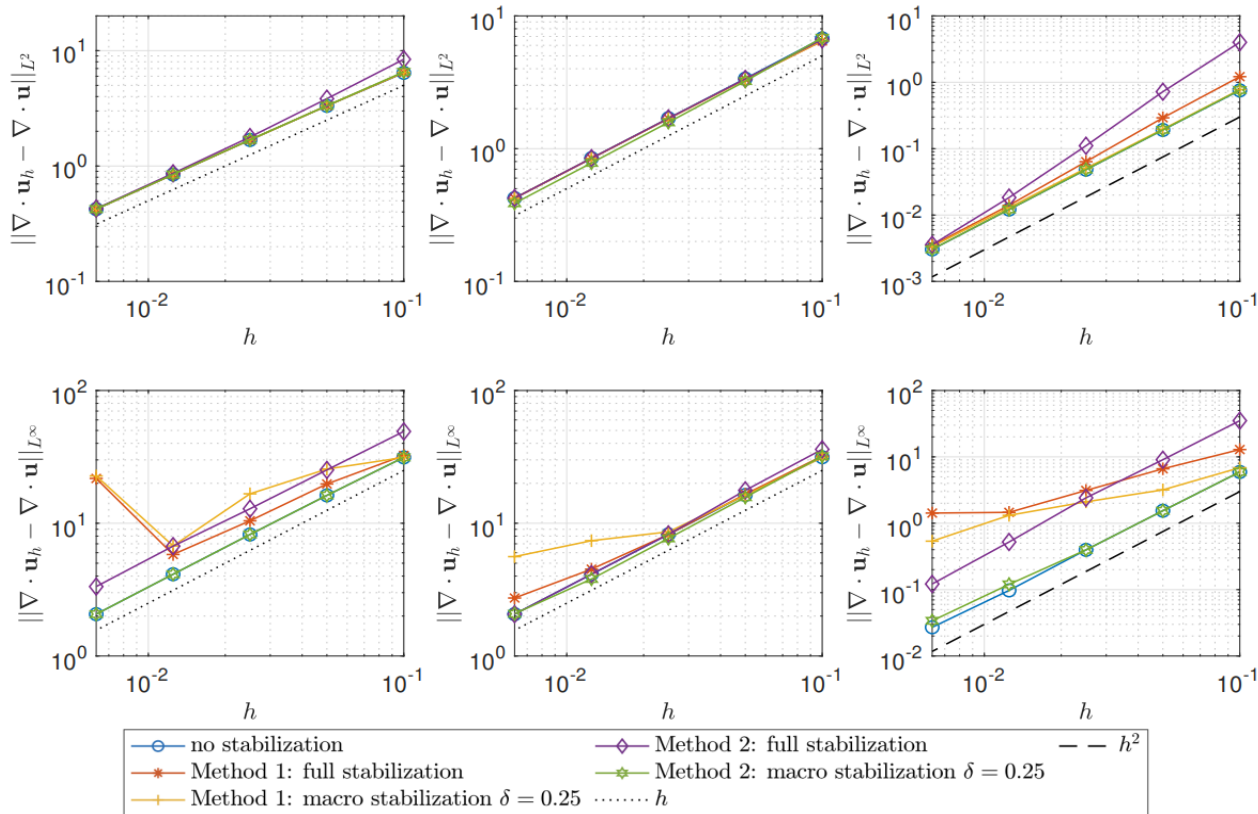 ||∇ · u_h − ∇ · u||_{L^2}
10^1
10^0
10^{-1}
10^{-2}
10^{-1}
h
||∇ · u_h − ∇ · u||_{L^2}
10^1
10^0
10^{-1}
10^{-2}
10^{-1}
h
||∇ · u_h − ∇ · u||_{L^2}
10^1
10^0
10^{-1}
10^{-2}
10^{-3}
10^{-2}
10^{-1}
h
||∇ · u_h − ∇ · u||_{L^∞}
10^2
10^1
10^0
10^{-2}
10^{-1}
h
||∇ · u_h − ∇ · u||_{L^∞}
10^2
10^1
10^0
10^{-2}
10^{-1}
h
||∇ · u_h − ∇ · u||_{L^∞}
10^2
10^1
10^0
10^{-1}
10^{-2}
10^{-2}
10^{-1}
h
no stabilization
Method 1: full stabilization
Method 1: macro stabilization δ = 0.25
Method 2: full stabilization
Method 2: macro stabilization δ = 0.25
h
h^2